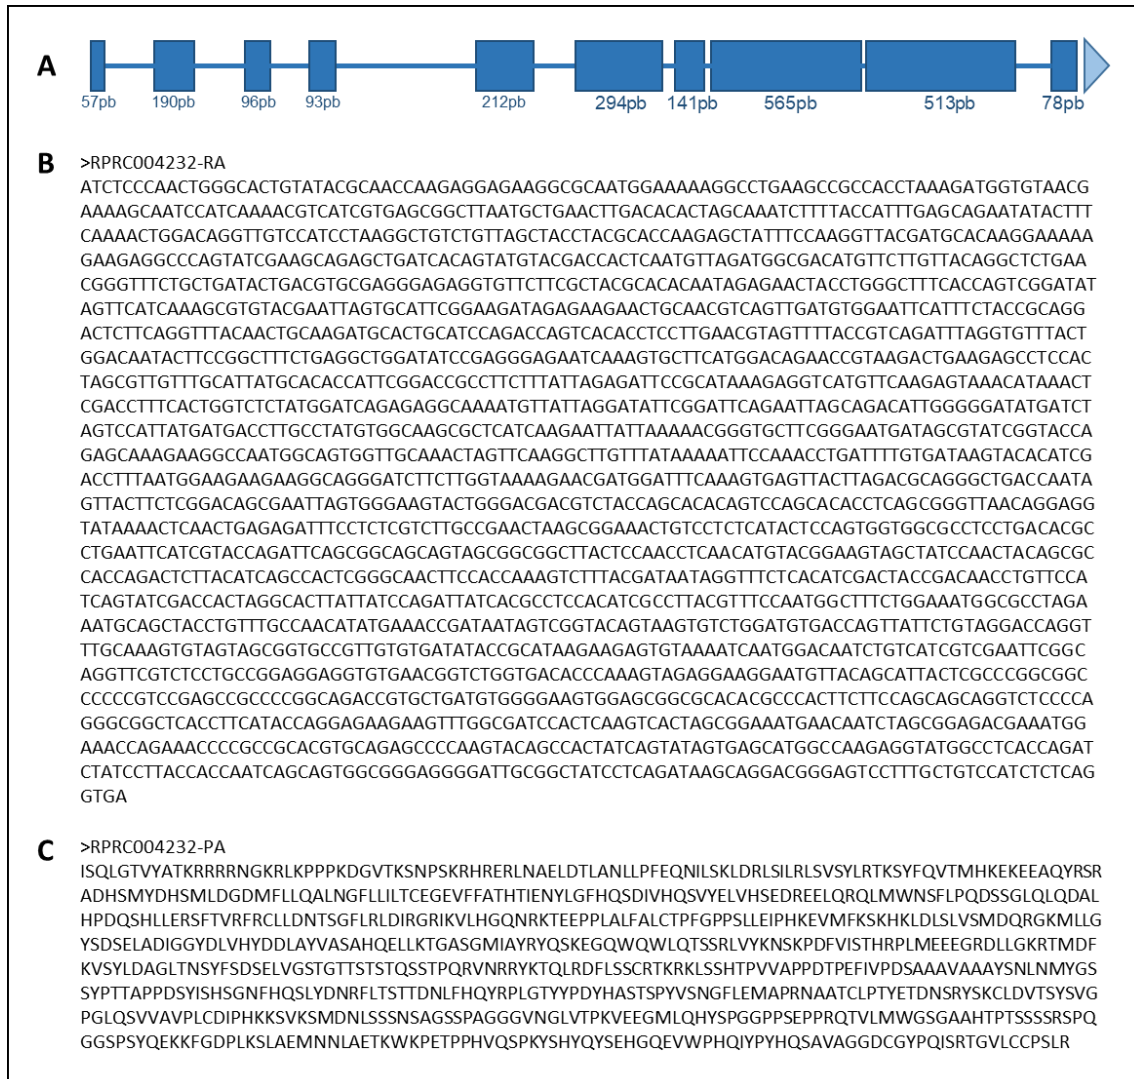 A
57pb 190pb 96pb 93pb 212pb 294pb 141pb 565pb 513pb 78pb
B >RPRC004232-RA
ATCTCCCAACTGGGCACTGTATACGCAACCAAGAGGAGAAGGCGCAATGGAAAAAGGCCTGAAGCCGCCACCTAAAGATGGTGTAACG
AAAAGCAATCCATCAAAACGTCATCGTGAGCGGCTTAATGCTGAACTTGACACACTAGCAAATCTTTTACCATTTGAGCAGAATATACTTT
CAAAACTGGACAGGTTGTCCATCCTAAGGCTGTCTGTTAGCTACCTACGCACCAAGAGCTATTTCCAAGGTTACGATGCACAAGGAAAAA
GAAGAGGCCCAGTATCGAAGCAGAGCTGATCACAGTATGTACGACCACTCAATGTTAGATGGCGACATGTTCTTGTTACAGGCTCTGAA
CGGGTTTCTGCTGATACTGACGTGCGAGGGAGAGGTGTTCTTCGCTACGCACACAATAGAGAACTACCTGGGCTTTCACCAGTCGGATAT
AGTTCATCAAAGCGTGTACGAATTAGTGCATTCGGAAGATAGAGAAGAACTGCAACGTCAGTTGATGTGGAATTCATTTCTACCGCAGG
ACTCTTCAGGTTTACAACTGCAAGATGCACTGCATCCAGACCAGTCACACCTCCTTGAACGTAGTTTTACCGTCAGATTTAGGTGTTTACT
GGACAATACTTCCGGCTTTCTGAGGCTGGATATCCGAGGGAGAATCAAAGTGCTTCATGGACAGAACCGTAAGACTGAAGAGCCTCCAC
TAGCGTTGTTTGCATTATGCACACCATTCGGACCGCCTTCTTTATTAGAGATTCCGCATAAAGAGGTCATGTTCAAGAGTAAACATAAACT
CGACCTTTCACTGGTCTCTATGGATCAGAGAGGCAAAATGTTATTAGGATATTCGGATTCAGAATTAGCAGACATTGGGGGATATGATCT
AGTCCATTATGATGACCTTGCCTATGTGGCAAGCGCTCATCAAGAATTATTAAAAACGGGTGCTTCGGGAATGATAGCGTATCGGTACCA
GAGCAAAGAAGGCCAATGGCAGTGGTTGCAAACTAGTTCAAGGCTTGTTTATAAAAATTCCAAACCTGATTTTGTGATAAGTACACATCG
ACCTTTAATGGAAGAAGAAGGCAGGGATCTTCTTGGTAAAAGAACGATGGATTTCAAAGTGAGTTACTTAGACGCAGGGCTGACCAATA
GTTACTTCTCGGACAGCGAATTAGTGGGAAGTACTGGGACGACGTCTACCAGCACACAGTCCAGCACACCTCAGCGGGTTAACAGGAGG
TATAAAACTCAACTGAGAGATTTCCTCTCGTCTTGCCGAACTAAGCGGAAACTGTCCTCTCATACTCCAGTGGTGGCGCCTCCTGACACGC
CTGAATTCATCGTACCAGATTCAGCGGCAGCAGTAGCGGCGGCTTACTCCAACCTCAACATGTACGGAAGTAGCTATCCAACTACAGCGC
CACCAGACTCTTACATCAGCCACTCGGGCAACTTCCACCAAAGTCTTTACGATAATAGGTTTCTCACATCGACTACCGACAACCTGTTCCA
TCAGTATCGACCACTAGGCACTTATTATCCAGATTATCACGCCTCCACATCGCCTTACGTTTCCAATGGCTTTCTGGAAATGGCGCCTAGA
AATGCAGCTACCTGTTTGCCAACATATGAAACCGATAATAGTCGGTACAGTAAGTGTCTGGATGTGACCAGTTATTCTGTAGGACCAGGT
TTGCAAAGTGTAGTAGCGGTGCCGTTGTGTGATATACCGCATAAGAAGAGTGTAAAATCAATGGACAATCTGTCATCGTCGAATTCGGC
AGGTTCGTCTCCTGCCGGAGGAGGTGTGAACGGTCTGGTGACACCCAAAGTAGAGGAAGGAATGTTACAGCATTACTCGCCCGGCGGC
CCCCCGTCCGAGCCGCCCCGGCAGACCGTGCTGATGTGGGGAAGTGGAGCGGCGCACACGCCCACTTCTTCCAGCAGCAGGTCTCCCCA
GGGCGGCTCACCTTCATACCAGGAGAAGAAGTTTGGCGATCCACTCAAGTCACTAGCGGAAATGAACAATCTAGCGGAGACGAAATGG
AAACCAGAAACCCCGCCGCACGTGCAGAGCCCCAAGTACAGCCACTATCAGTATAGTGAGCATGGCCAAGAGGTATGGCCTCACCAGAT
CTATCCTTACCACCAATCAGCAGTGGCGGGAGGGGATTGCGGCTATCCTCAGATAAGCAGGACGGGAGTCCTTTGCTGTCCATCTCTCAG
GTGA
C >RPRC004232-PA
ISQLGTVYATKRRRRNGKRLKPPPKDGVTKSNPSKRHRERLNAELDTLANLLPFEQNILSKLDRLSILRLSVSYLRTKSYFQVTMHKEKEEAQYRSR
ADHSMYDHSMLDGDMFLLQALNGFLLILTCEGEVFFATHTIENYLGFHQSDIVHQSVYELVHSEDREELQRQLMWNSFLPQDSSGLQLQDAL
HPDQSHLLERSFTVRFRCLLDNTSGFLRLDIRGRIKVLHGQNRKTEEPPLALFALCTPFGPPSLLEIPHKEVMFKSKHKLDLSLVSMDQRGKMLLG
YSDSELADIGGYDLVHYDDLAYVASAHQELLKTGASGMIAYRYQSKEGQWQWLQTSSRLVYKNSKPDFVISTHRPLMEEEGRDLLGKRTMDF
KVSYLDAGLTNSYFSDSELVGSTGTTSTSTQSSTPQRVNRRYKTQLRDFLSSCRTKRKLSSHTPVVAPPDTPEFIVPDSAAAVAAAYSNLNMYGS
SYPTTAPPDSYISHSGNFHQSLYDNRFLTSTTDNLFHQYRPLGTYYPDYHASTSPYVSNGFLEMAPRNAATCLPTYETDNSRYSKCLDVTSYSVG
PGLQSVVAVPLCDIPHKKSVKSMDNLSSSNSAGSSPAGGGVNGLVTPKVEEGMLQHYSPGGPPSEPPRQTVLMWGSGAAHTPTSSSSRSPQ
GGSPSYQEKKFGDPLKSLAEMNNLAETKWKPETPPHVQSPKYSHYQYSEHGQEVWPHQIYPYHQSAVAGGDCGYPQISRTGVLCCPSLR